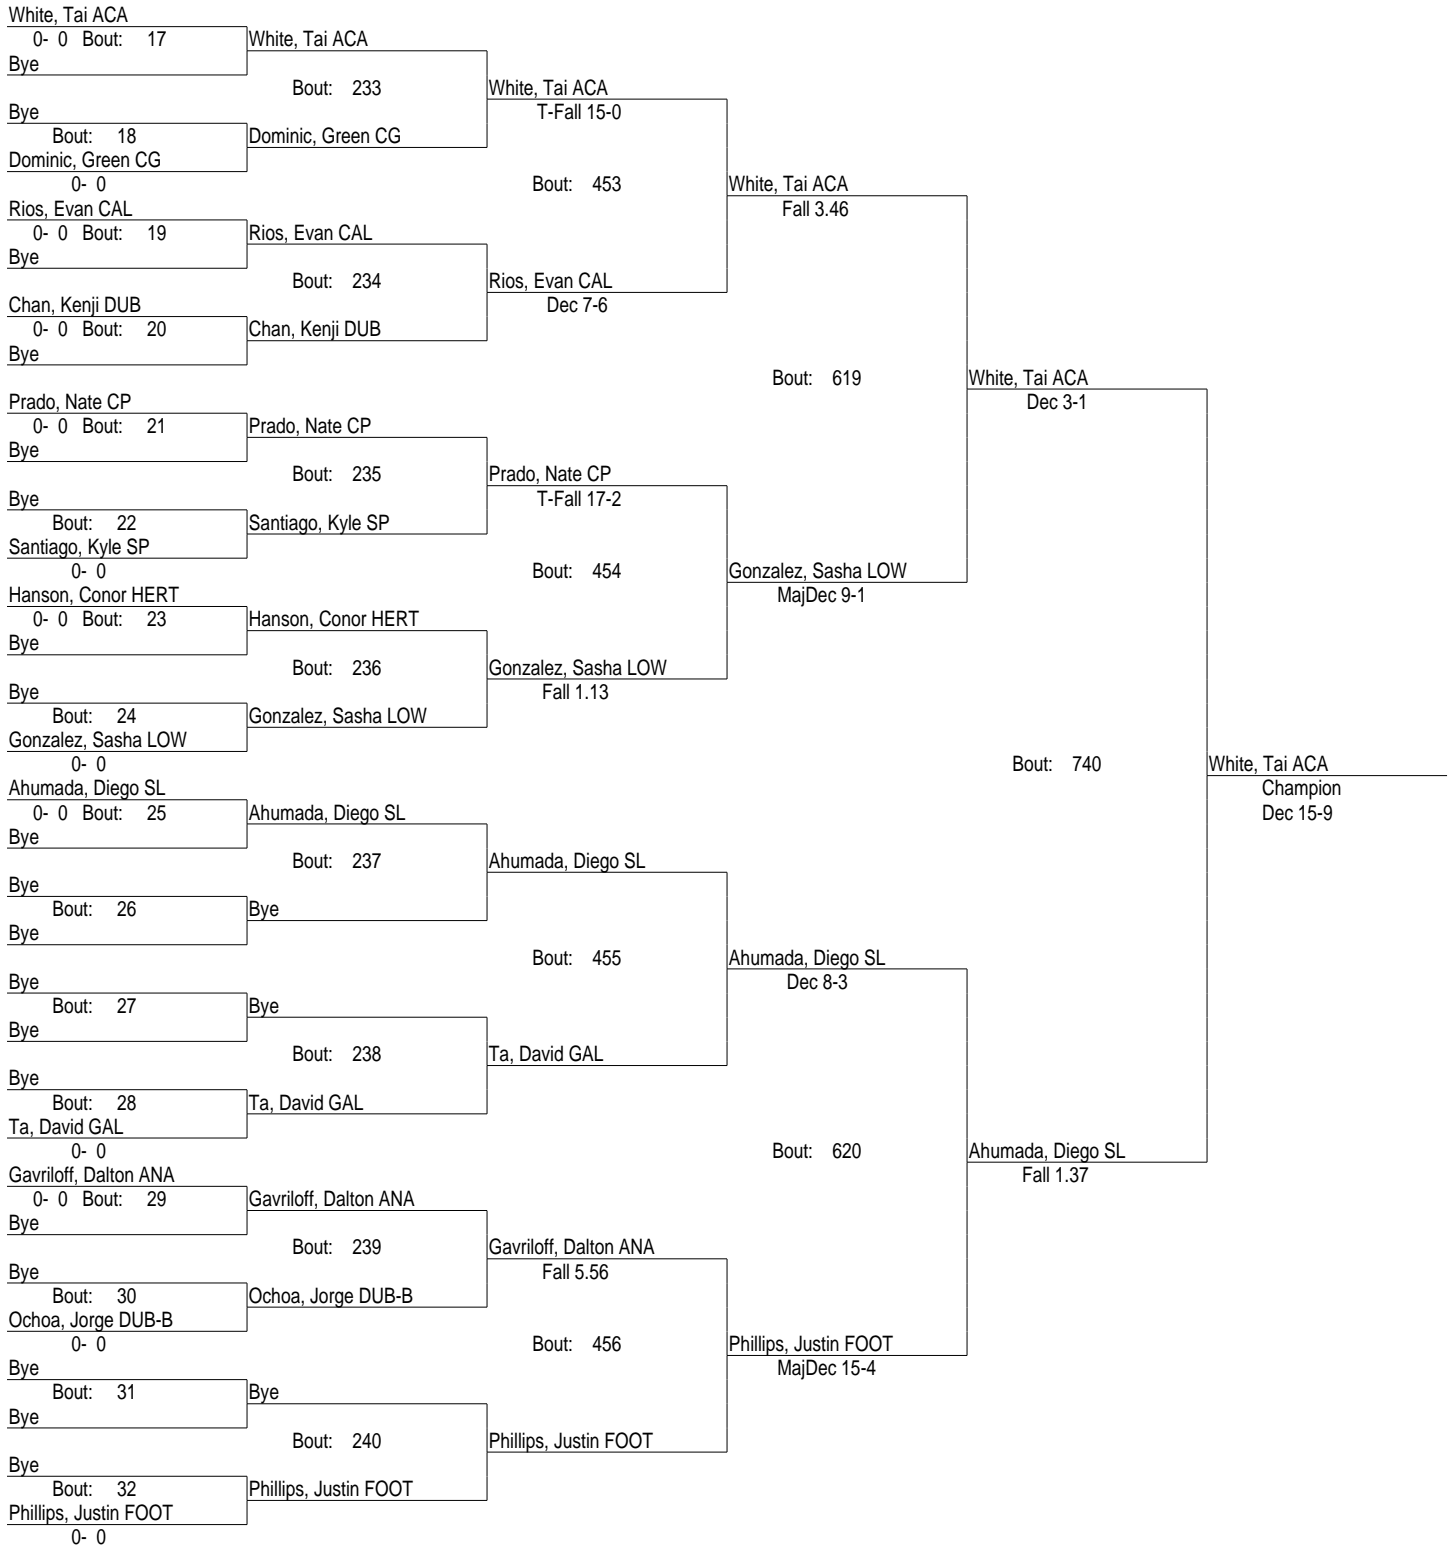 White, Tai ACA
0- 0 Bout: 17 White, Tai ACA
Bye
Bout: 233 White, Tai ACA
Bye T-Fall 15-0
Bout: 18 Dominic, Green CG
Dominic, Green CG
0- 0 Bout: 453 White, Tai ACA
Rios, Evan CAL Fall 3.46
0- 0 Bout: 19 Rios, Evan CAL
Bye
Bout: 234 Rios, Evan CAL
Chan, Kenji DUB Dec 7-6
0- 0 Bout: 20 Chan, Kenji DUB
Bye
Bout: 619 White, Tai ACA
Prado, Nate CP Dec 3-1
0- 0 Bout: 21 Prado, Nate CP
Bye
Bout: 235 Prado, Nate CP
Bye T-Fall 17-2
Bout: 22 Santiago, Kyle SP
Santiago, Kyle SP
0- 0 Bout: 454 Gonzalez, Sasha LOW
Hanson, Conor HERT MajDec 9-1
0- 0 Bout: 23 Hanson, Conor HERT
Bye
Bout: 236 Gonzalez, Sasha LOW
Bye Fall 1.13
Bout: 24 Gonzalez, Sasha LOW
Gonzalez, Sasha LOW
0- 0 Bout: 740 White, Tai ACA
Ahumada, Diego SL Champion
0- 0 Bout: 25 Ahumada, Diego SL Dec 15-9
Bye
Bout: 237 Ahumada, Diego SL
Bye
Bout: 26 Bye
Bye
Bout: 455 Ahumada, Diego SL
Bye Dec 8-3
Bout: 27 Bye
Bye
Bout: 238 Ta, David GAL
Bye
Bout: 28 Ta, David GAL
Ta, David GAL
0- 0 Bout: 620 Ahumada, Diego SL
Gavriloff, Dalton ANA Fall 1.37
0- 0 Bout: 29 Gavriloff, Dalton ANA
Bye
Bout: 239 Gavriloff, Dalton ANA
Bye Fall 5.56
Bout: 30 Ochoa, Jorge DUB-B
Ochoa, Jorge DUB-B
0- 0 Bout: 456 Phillips, Justin FOOT
Bye MajDec 15-4
Bout: 31 Bye
Bye
Bout: 240 Phillips, Justin FOOT
Bye
Bout: 32 Phillips, Justin FOOT
Phillips, Justin FOOT
0- 0